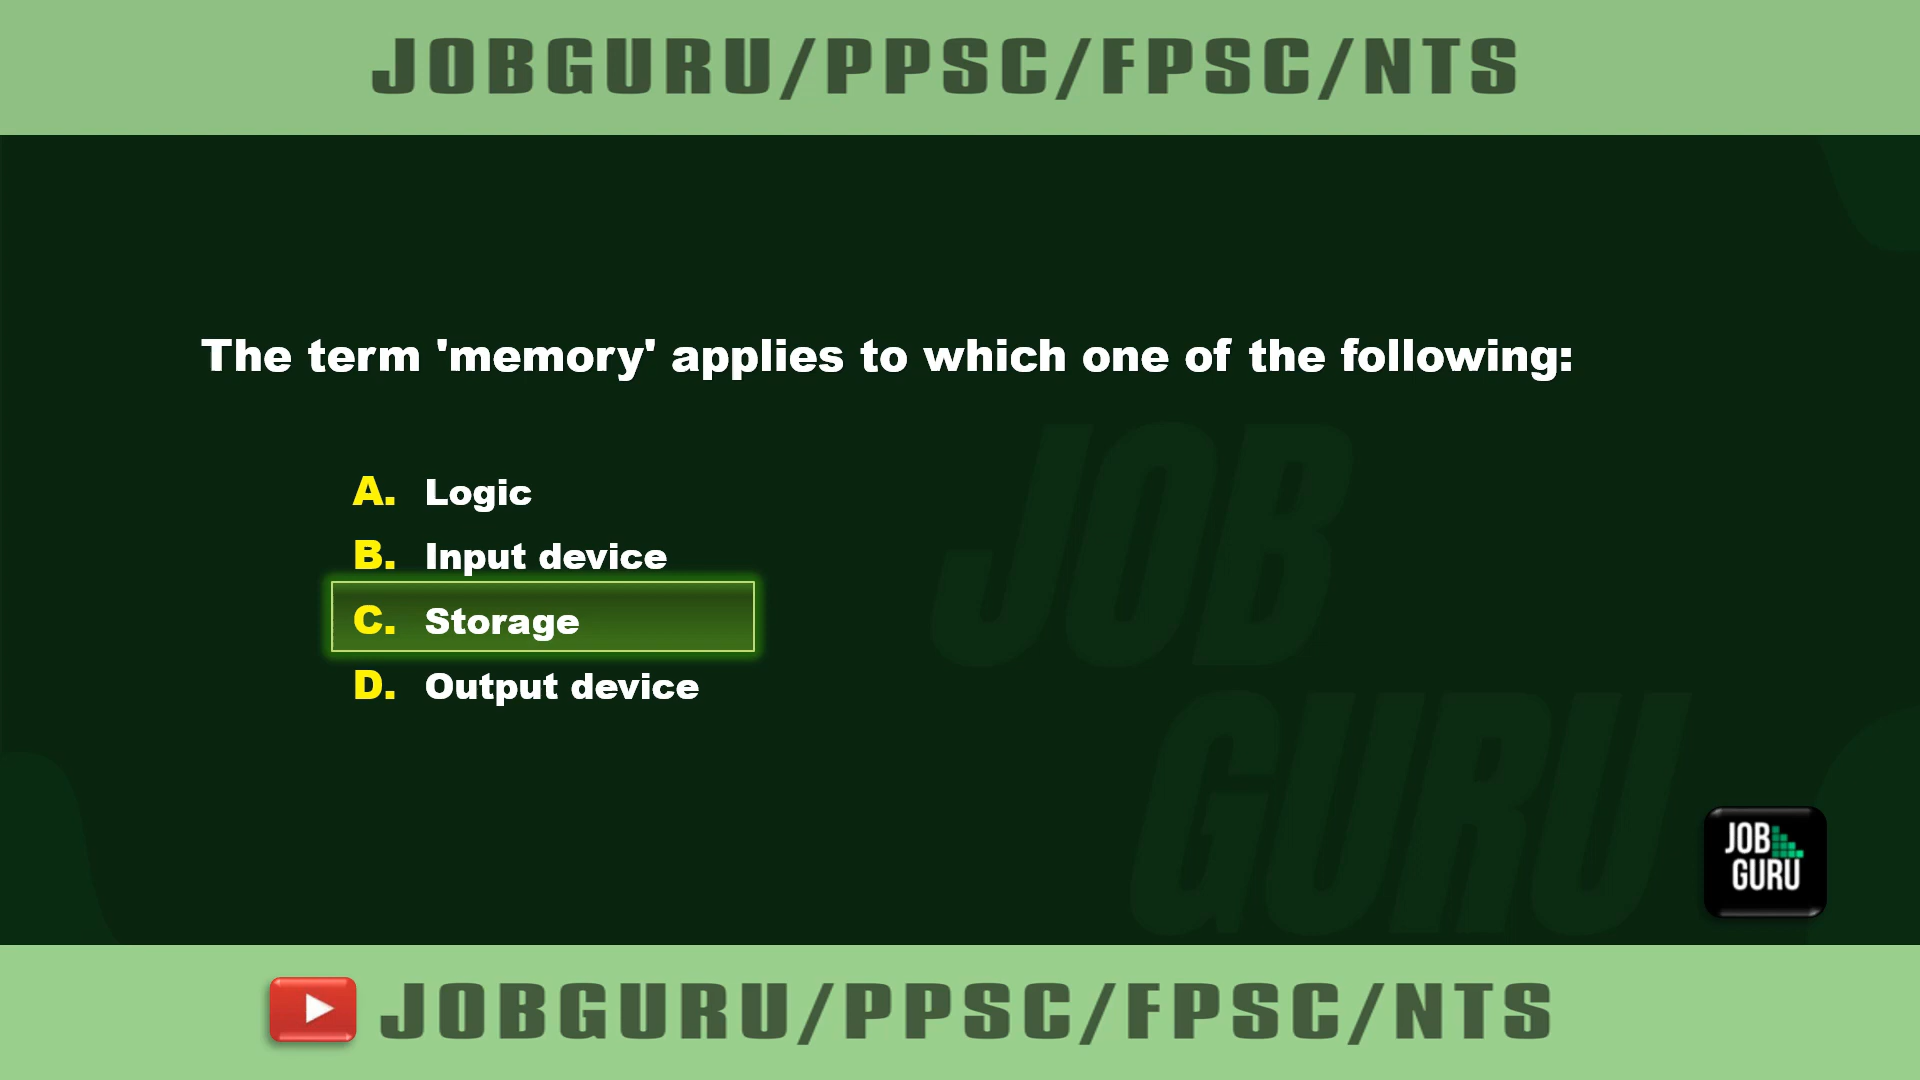 JOBGURU/PPSC/FPSC/NTS
The term 'memory' applies to which one of the following:
A. Logic
B. Input device
C. Storage
D. Output device
JOB
GURU
JOB
GURU
JOBGURU/PPSC/FPSC/NTS